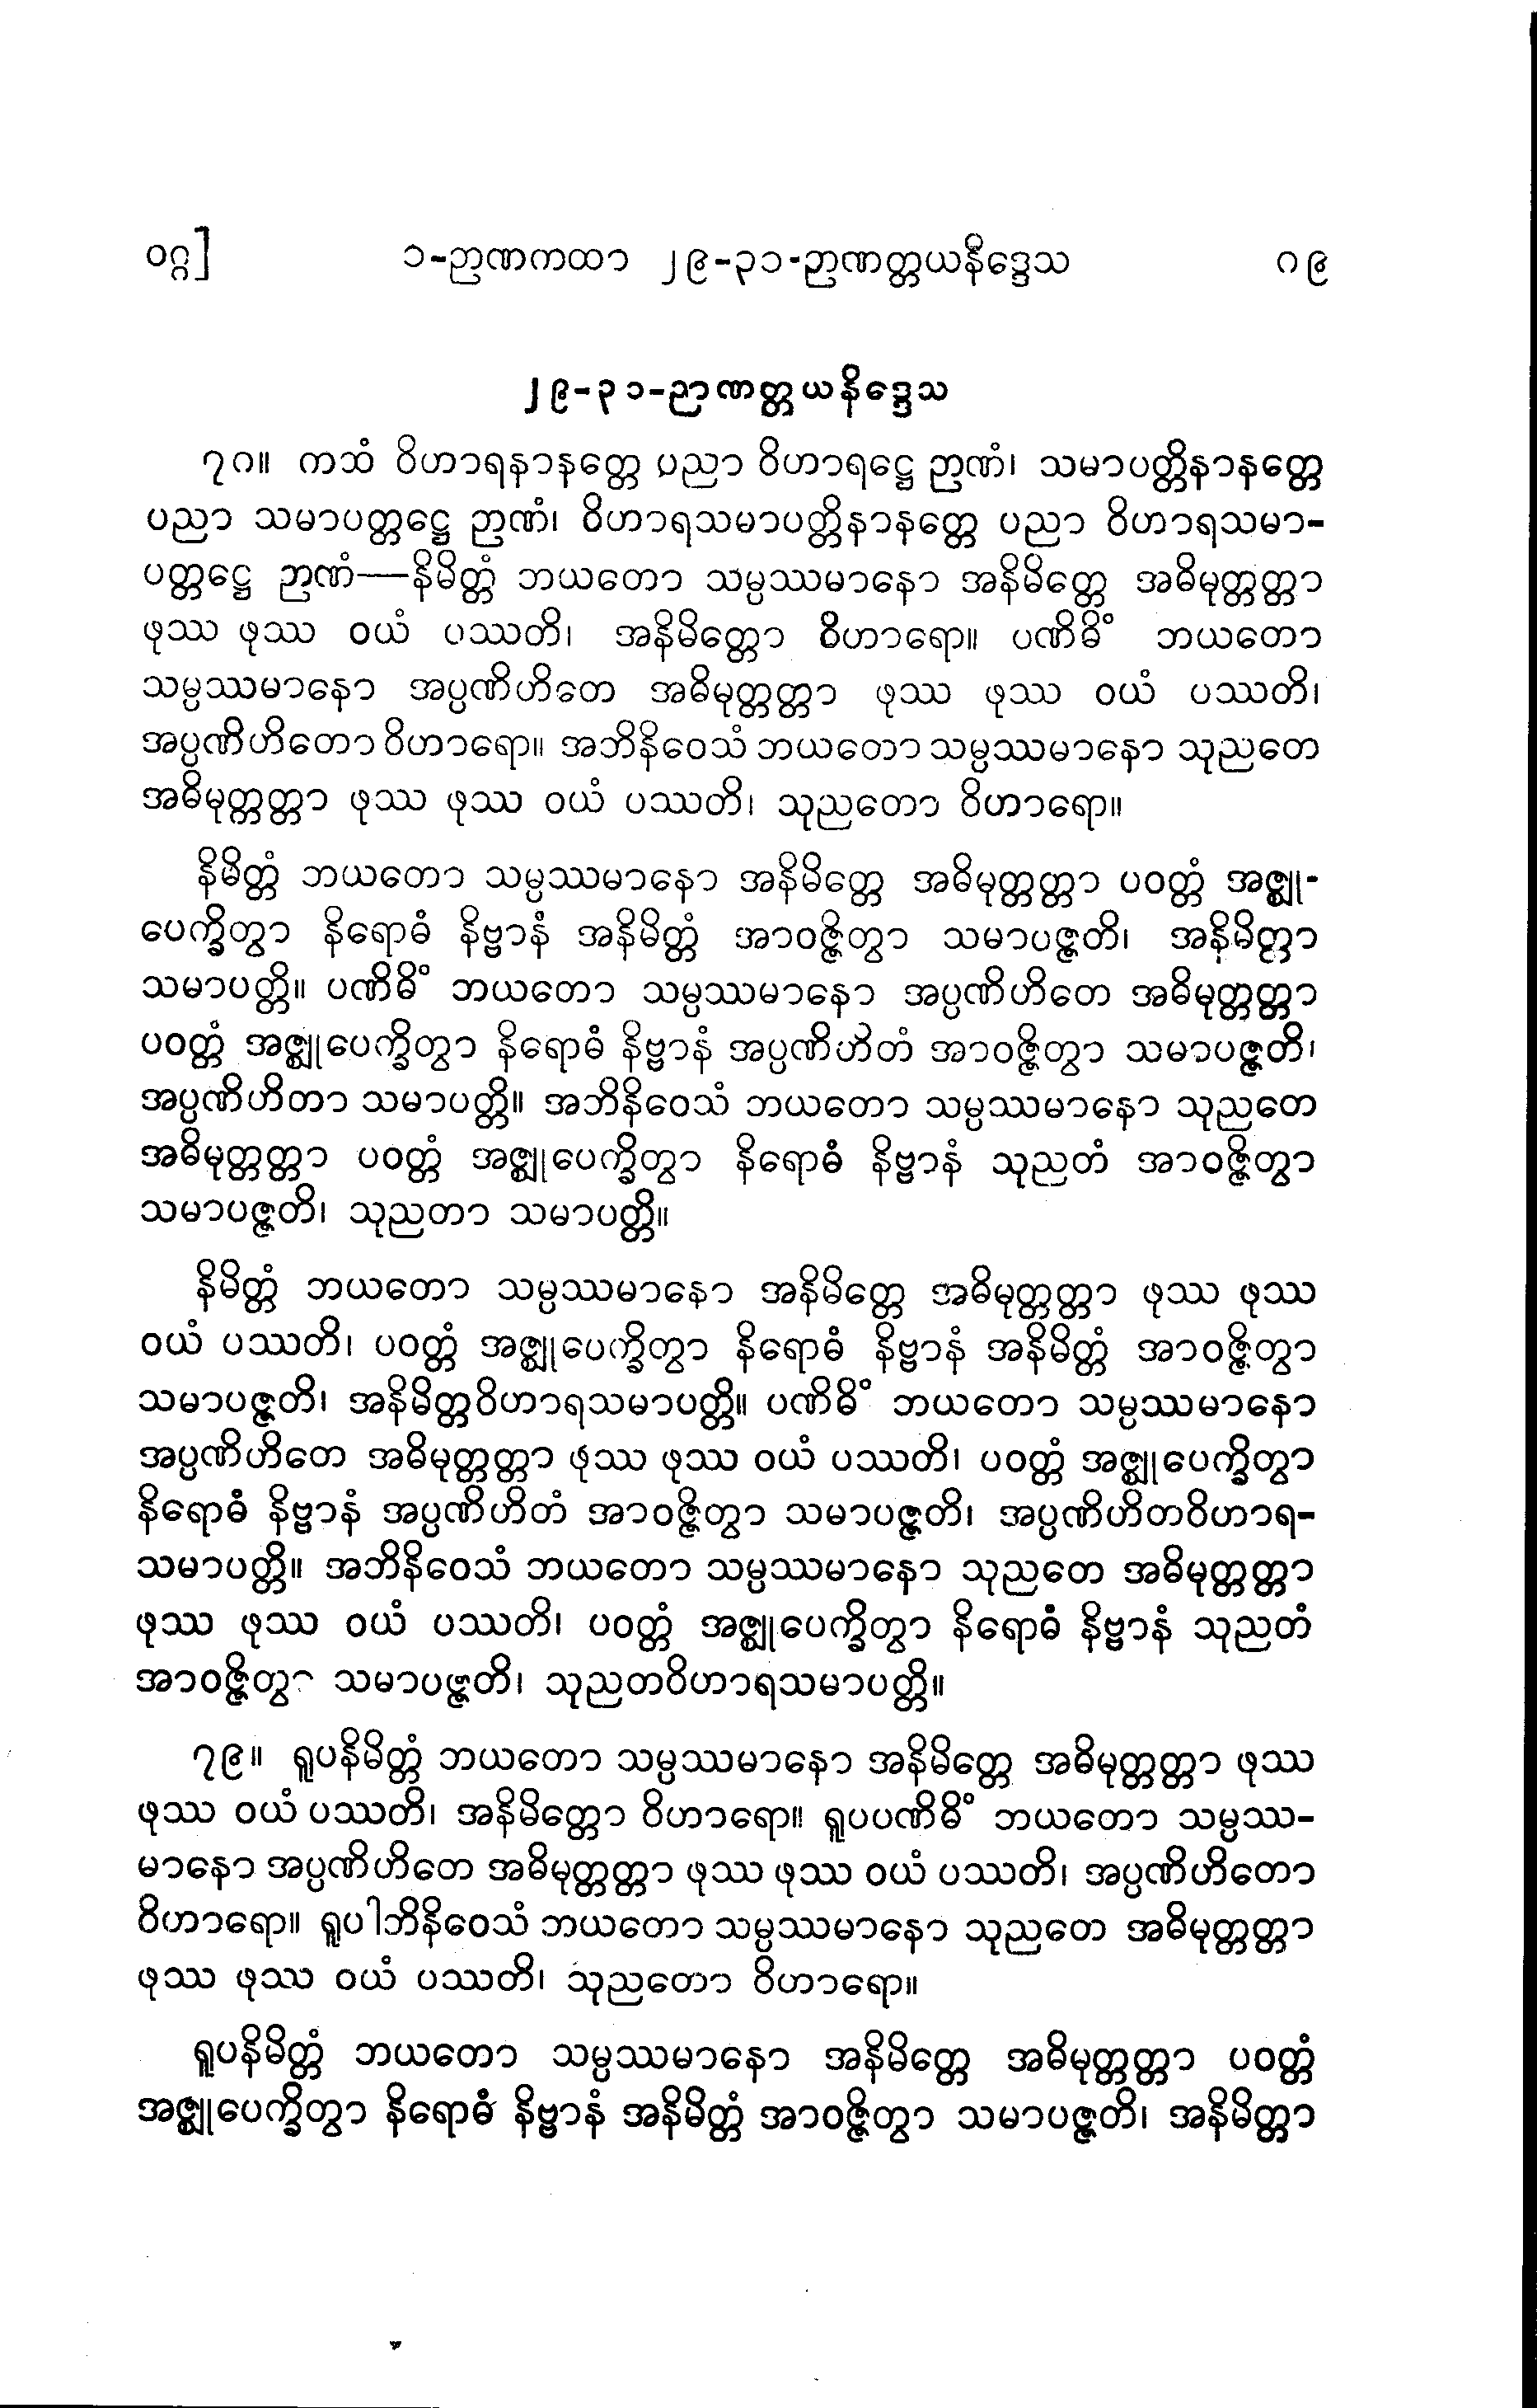 ဝဂ္ဂ] ၁-ဉာဏကထာ ၂၉-၃၁-ဉာဏတ္တယနိဒ္ဒေသ ၈၉
၂၉-၃၁-ဉာဏတ္တယနိဒ္ဒေသ
၇၈။ ကထံ ဝိဟာရနာနတ္တေ ပညာ ဝိဟာရဋ္ဌေ ဉာဏံ၊ သမာပတ္တိနာနတ္တေ
ပညာ သမာပတ္တဋ္ဌေ ဉာဏံ၊ ဝိဟာရသမာပတ္တိနာနတ္တေ ပညာ ဝိဟာရသမာ-
ပတ္တဋ္ဌေ ဉာဏံ—နိမိတ္တံ ဘယတော သမ္ပဿမာနော အနိမိတ္တေ အဓိမုတ္တတ္တာ
ဖုဿ ဖုဿ ဝယံ ပဿတိ၊ အနိမိတ္တော ဝိဟာရော။ ပဏိဓိံ ဘယတော
သမ္ပဿမာနော အပ္ပဏိဟိတေ အဓိမုတ္တတ္တာ ဖုဿ ဖုဿ ဝယံ ပဿတိ၊
အပ္ပဏိဟိတော ဝိဟာရော။ အဘိနိဝေသံ ဘယတော သမ္ပဿမာနော သုညတေ
အဓိမုတ္တတ္တာ ဖုဿ ဖုဿ ဝယံ ပဿတိ၊ သုညတော ဝိဟာရော။
နိမိတ္တံ ဘယတော သမ္ပဿမာနော အနိမိတ္တေ အဓိမုတ္တတ္တာ ပဝတ္တံ အဇ္ဈု-
ပေက္ခိတွာ နိရောဓံ နိဗ္ဗာနံ အနိမိတ္တံ အာဝဇ္ဇိတွာ သမာပဇ္ဇတိ၊ အနိမိတ္တာ
သမာပတ္တိ။ ပဏိဓိံ ဘယတော သမ္ပဿမာနော အပ္ပဏိဟိတေ အဓိမုတ္တတ္တာ
ပဝတ္တံ အဇ္ဈုပေက္ခိတွာ နိရောဓံ နိဗ္ဗာနံ အပ္ပဏိဟိတံ အာဝဇ္ဇိတွာ သမာပဇ္ဇတိ၊
အပ္ပဏိဟိတာ သမာပတ္တိ။ အဘိနိဝေသံ ဘယတော သမ္ပဿမာနော သုညတေ
အဓိမုတ္တတ္တာ ပဝတ္တံ အဇ္ဈုပေက္ခိတွာ နိရောဓံ နိဗ္ဗာနံ သုညတံ အာဝဇ္ဇိတွာ
သမာပဇ္ဇတိ၊ သုညတာ သမာပတ္တိ။
နိမိတ္တံ ဘယတော သမ္ပဿမာနော အနိမိတ္တေ အဓိမုတ္တတ္တာ ဖုဿ ဖုဿ
ဝယံ ပဿတိ၊ ပဝတ္တံ အဇ္ဈုပေက္ခိတွာ နိရောဓံ နိဗ္ဗာနံ အနိမိတ္တံ အာဝဇ္ဇိတွာ
သမာပဇ္ဇတိ၊ အနိမိတ္တဝိဟာရသမာပတ္တိ။ ပဏိဓိံ ဘယတော သမ္ပဿမာနော
အပ္ပဏိဟိတေ အဓိမုတ္တတ္တာ ဖုဿ ဖုဿ ဝယံ ပဿတိ၊ ပဝတ္တံ အဇ္ဈုပေက္ခိတွာ
နိရောဓံ နိဗ္ဗာနံ အပ္ပဏိဟိတံ အာဝဇ္ဇိတွာ သမာပဇ္ဇတိ၊ အပ္ပဏိဟိတဝိဟာရ-
သမာပတ္တိ။ အဘိနိဝေသံ ဘယတော သမ္ပဿမာနော သုညတေ အဓိမုတ္တတ္တာ
ဖုဿ ဖုဿ ဝယံ ပဿတိ၊ ပဝတ္တံ အဇ္ဈုပေက္ခိတွာ နိရောဓံ နိဗ္ဗာနံ သုညတံ
အာဝဇ္ဇိတွာ သမာပဇ္ဇတိ၊ သုညတဝိဟာရသမာပတ္တိ။
၇၉။ ရူပနိမိတ္တံ ဘယတော သမ္ပဿမာနော အနိမိတ္တေ အဓိမုတ္တတ္တာ ဖုဿ
ဖုဿ ဝယံ ပဿတိ၊ အနိမိတ္တော ဝိဟာရော။ ရူပပဏိဓိံ ဘယတော သမ္ပဿ-
မာနော အပ္ပဏိဟိတေ အဓိမုတ္တတ္တာ ဖုဿ ဖုဿ ဝယံ ပဿတိ၊ အပ္ပဏိဟိတော
ဝိဟာရော။ ရူပါဘိနိဝေသံ ဘယတော သမ္ပဿမာနော သုညတေ အဓိမုတ္တတ္တာ
ဖုဿ ဖုဿ ဝယံ ပဿတိ၊ သုညတော ဝိဟာရော။
ရူပနိမိတ္တံ ဘယတော သမ္ပဿမာနော အနိမိတ္တေ အဓိမုတ္တတ္တာ ပဝတ္တံ
အဇ္ဈုပေက္ခိတွာ နိရောဓံ နိဗ္ဗာနံ အနိမိတ္တံ အာဝဇ္ဇိတွာ သမာပဇ္ဇတိ၊ အနိမိတ္တာ